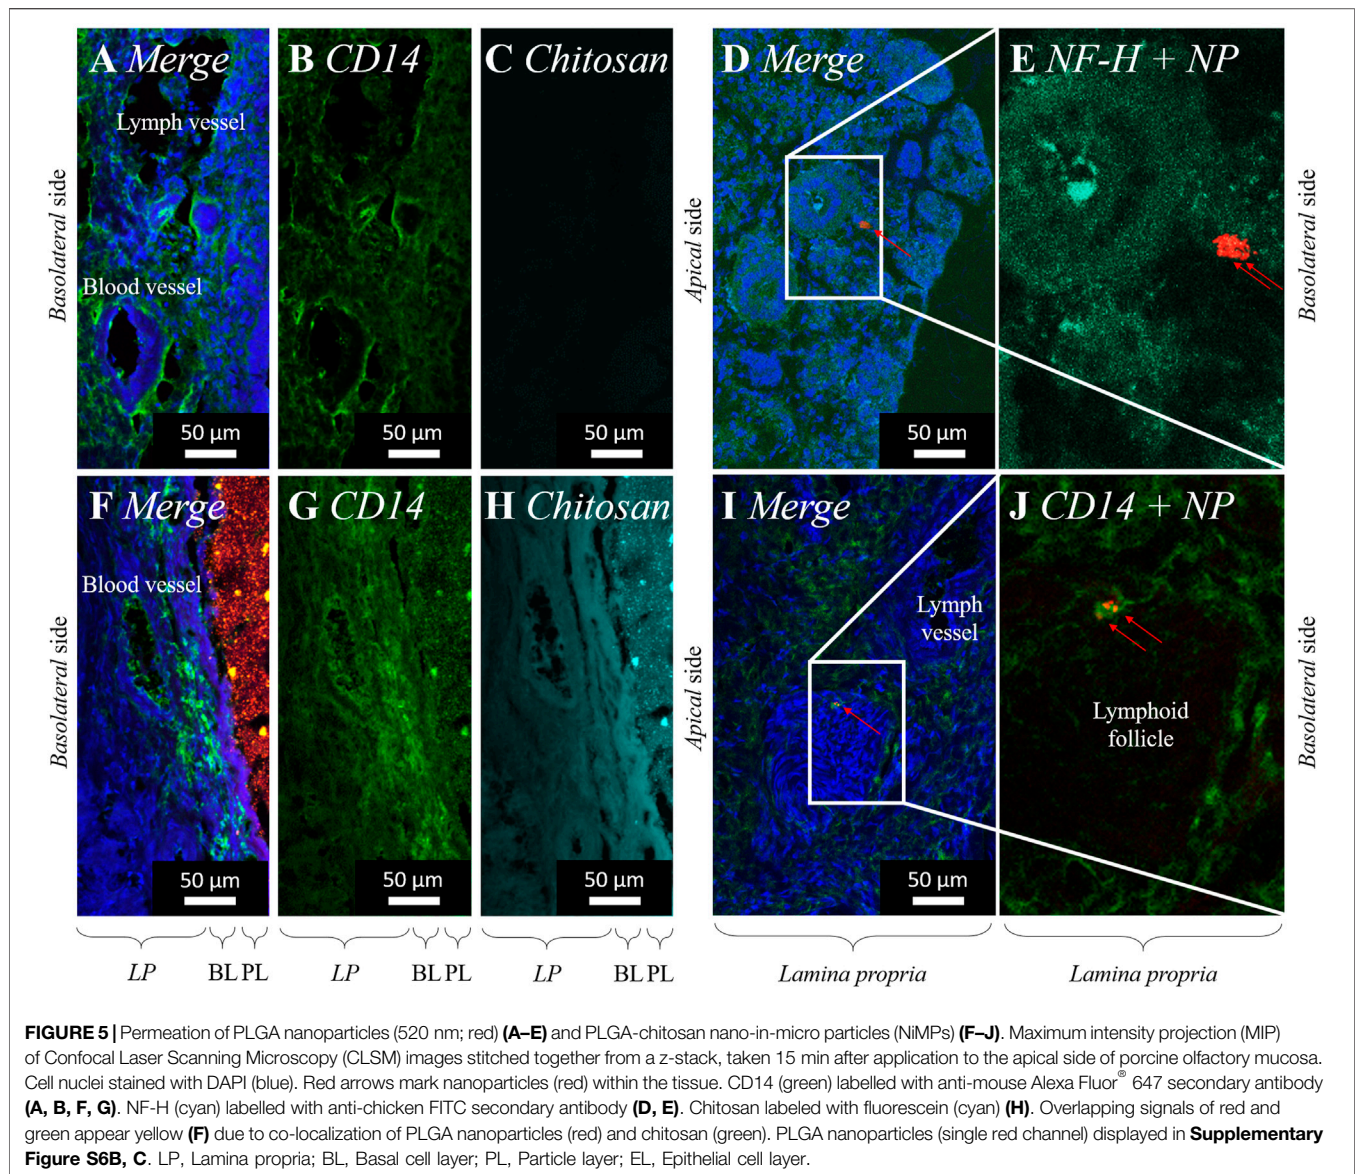 A Merge
B CD14
C Chitosan
D Merge
E NF-H + NP
Lymph vessel
Blood vessel
Basolateral side
Apical side
Basolateral side
50 µm
50 µm
50 µm
50 µm
F Merge
G CD14
H Chitosan
I Merge
J CD14 + NP
Blood vessel
Lymph
vessel
Lymphoid
follicle
Basolateral side
Apical side
Basolateral side
50 µm
50 µm
50 µm
50 µm
LP BL PL
LP BL PL
LP BL PL
Lamina propria
Lamina propria
FIGURE 5 | Permeation of PLGA nanoparticles (520 nm; red) (A–E) and PLGA-chitosan nano-in-micro particles (NiMPs) (F–J). Maximum intensity projection (MIP)
of Confocal Laser Scanning Microscopy (CLSM) images stitched together from a z-stack, taken 15 min after application to the apical side of porcine olfactory mucosa.
Cell nuclei stained with DAPI (blue). Red arrows mark nanoparticles (red) within the tissue. CD14 (green) labelled with anti-mouse Alexa Fluor® 647 secondary antibody
(A, B, F, G). NF-H (cyan) labelled with anti-chicken FITC secondary antibody (D, E). Chitosan labeled with fluorescein (cyan) (H). Overlapping signals of red and
green appear yellow (F) due to co-localization of PLGA nanoparticles (red) and chitosan (green). PLGA nanoparticles (single red channel) displayed in Supplementary
Figure S6B, C. LP, Lamina propria; BL, Basal cell layer; PL, Particle layer; EL, Epithelial cell layer.